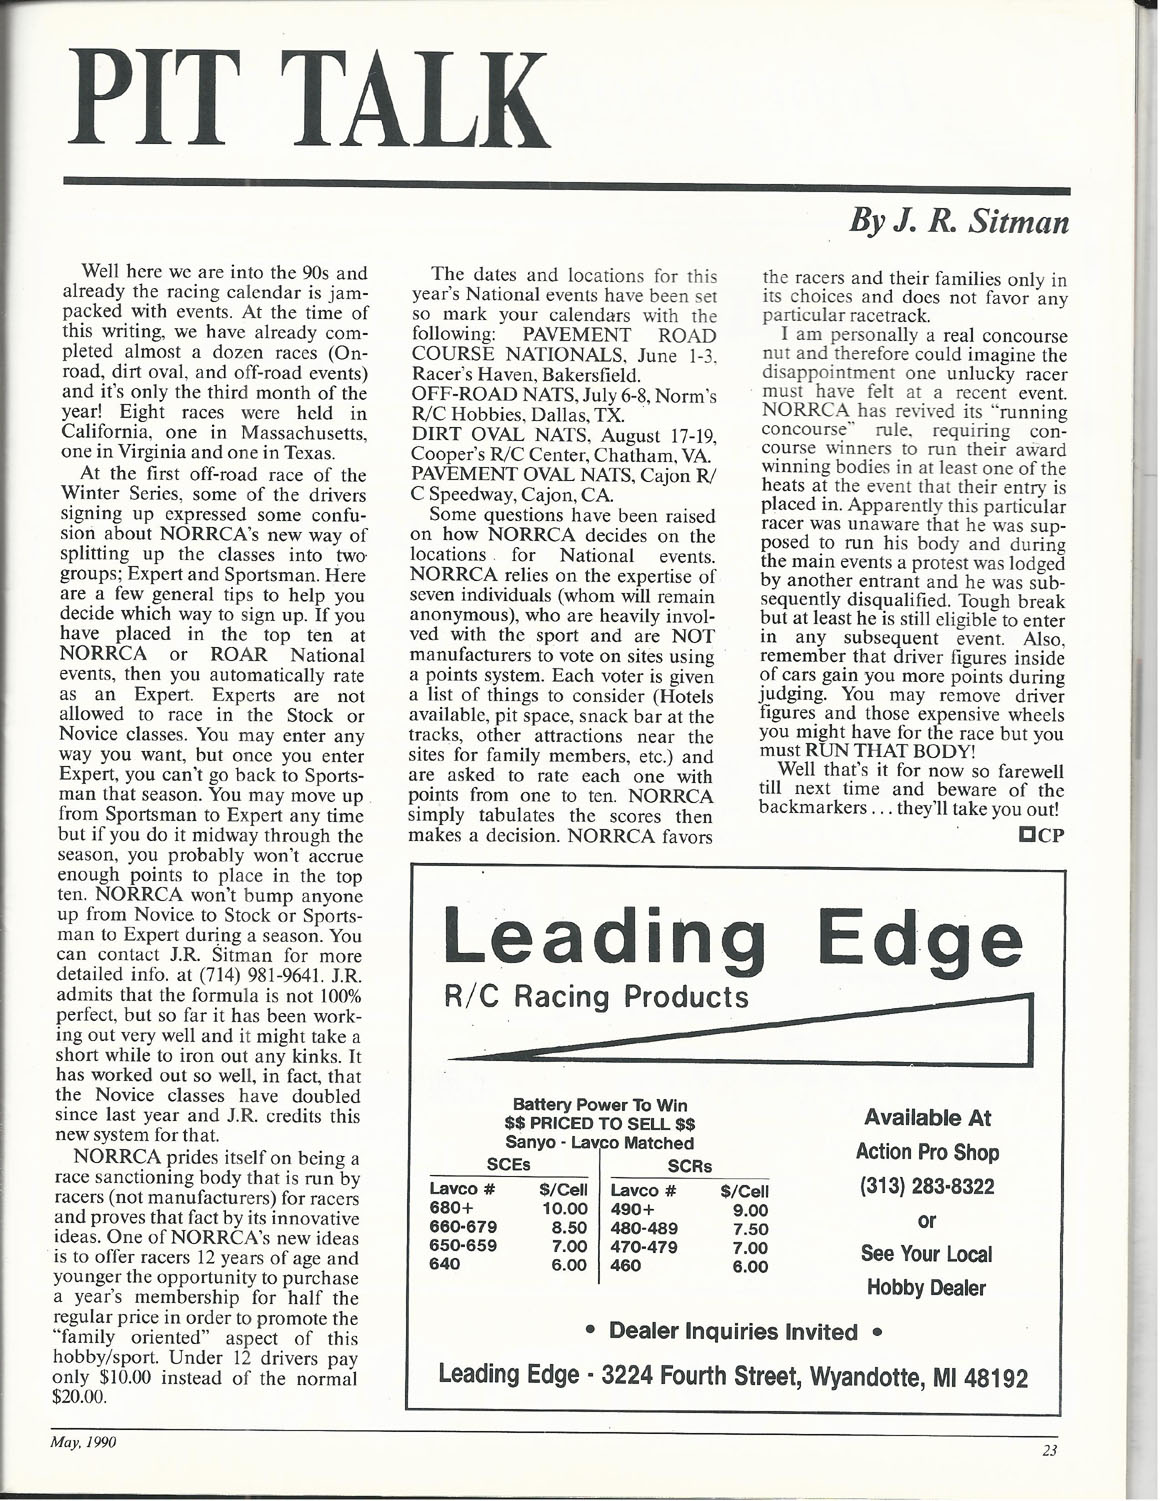 PIT TALK
By J. R. Sitman
Well here we are into the 90s and
already the racing calendar is jam-
packed with events. At the time of
this writing, we have already com-
pleted almost a dozen races (On-
road, dirt oval, and off-road events)
and it's only the third month of the
year! Eight races were held in
California, one in Massachusetts,
one in Virginia and one in Texas.
At the first off-road race of the
Winter Series, some of the drivers
signing up expressed some confu-
sion about NORRCA's new way of
splitting up the classes into two
groups; Expert and Sportsman. Here
are a few general tips to help you
decide which way to sign up. If you
have placed in the top ten at
NORRCA or ROAR National
events, then you automatically rate
as an Expert. Experts are not
allowed to race in the Stock or
Novice classes. You may enter any
way you want, but once you enter
Expert, you can't go back to Sports-
man that season. You may move up
from Sportsman to Expert any time
but if you do it midway through the
season, you probably won't accrue
enough points to place in the top
ten. NORRCA won't bump anyone
up from Novice to Stock or Sports-
man to Expert during a season. You
can contact J.R. Sitman for more
detailed info. at (714) 981-9641. J.R.
admits that the formula is not 100%
perfect, but so far it has been work-
ing out very well and it might take a
short while to iron out any kinks. It
has worked out so well, in fact, that
the Novice classes have doubled
since last year and J.R. credits this
new system for that.
NORRCA prides itself on being a
race sanctioning body that is run by
racers (not manufacturers) for racers
and proves that fact by its innovative
ideas. One of NORRCA's new ideas
is to offer racers 12 years of age and
younger the opportunity to purchase
a year's membership for half the
regular price in order to promote the
"family oriented" aspect of this
hobby/sport. Under 12 drivers pay
only $10.00 instead of the normal
$20.00.
The dates and locations for this
year's National events have been set
so mark your calendars with the
following: PAVEMENT ROAD
COURSE NATIONALS, June 1-3,
Racer's Haven, Bakersfield.
OFF-ROAD NATS, July 6-8, Norm's
R/C Hobbies, Dallas, TX.
DIRT OVAL NATS, August 17-19,
Cooper's R/C Center, Chatham, VA.
PAVEMENT OVAL NATS, Cajon R/
C Speedway, Cajon, CA.
Some questions have been raised
on how NORRCA decides on the
locations for National events.
NORRCA relies on the expertise of
seven individuals (whom will remain
anonymous), who are heavily invol-
ved with the sport and are NOT
manufacturers to vote on sites using
a points system. Each voter is given
a list of things to consider (Hotels
available, pit space, snack bar at the
tracks, other attractions near the
sites for family members, etc.) and
are asked to rate each one with
points from one to ten. NORRCA
simply tabulates the scores then
makes a decision. NORRCA favors
the racers and their families only in
its choices and does not favor any
particular racetrack.
I am personally a real concourse
nut and therefore could imagine the
disappointment one unlucky racer
must have felt at a recent event.
NORRCA has revived its "running
concourse" rule, requiring con-
course winners to run their award
winning bodies in at least one of the
heats at the event that their entry is
placed in. Apparently this particular
racer was unaware that he was sup-
posed to run his body and during
the main events a protest was lodged
by another entrant and he was sub-
sequently disqualified. Tough break
but at least he is still eligible to enter
in any subsequent event. Also,
remember that driver figures inside
of cars gain you more points during
judging. You may remove driver
figures and those expensive wheels
you might have for the race but you
must RUN THAT BODY!
Well that's it for now so farewell
till next time and beware of the
backmarkers . . . they'll take you out!
CP
Leading Edge
R/C Racing Products
Battery Power To Win
$$ PRICED TO SELL $$
Sanyo - Lavco Matched
SCEs SCRs
Lavco # $/Cell Lavco # $/Cell
680+ 10.00 490+ 9.00
660-679 8.50 480-489 7.50
650-659 7.00 470-479 7.00
640 6.00 460 6.00
Available At
Action Pro Shop
(313) 283-8322
or
See Your Local
Hobby Dealer
• Dealer Inquiries Invited •
Leading Edge - 3224 Fourth Street, Wyandotte, MI 48192
May, 1990
23